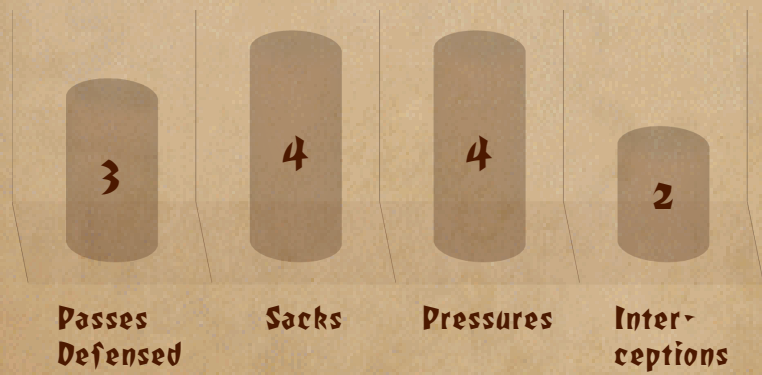 3
4
4
2
Passes
Defensed
Sacks
Pressures
Inter-
ceptions